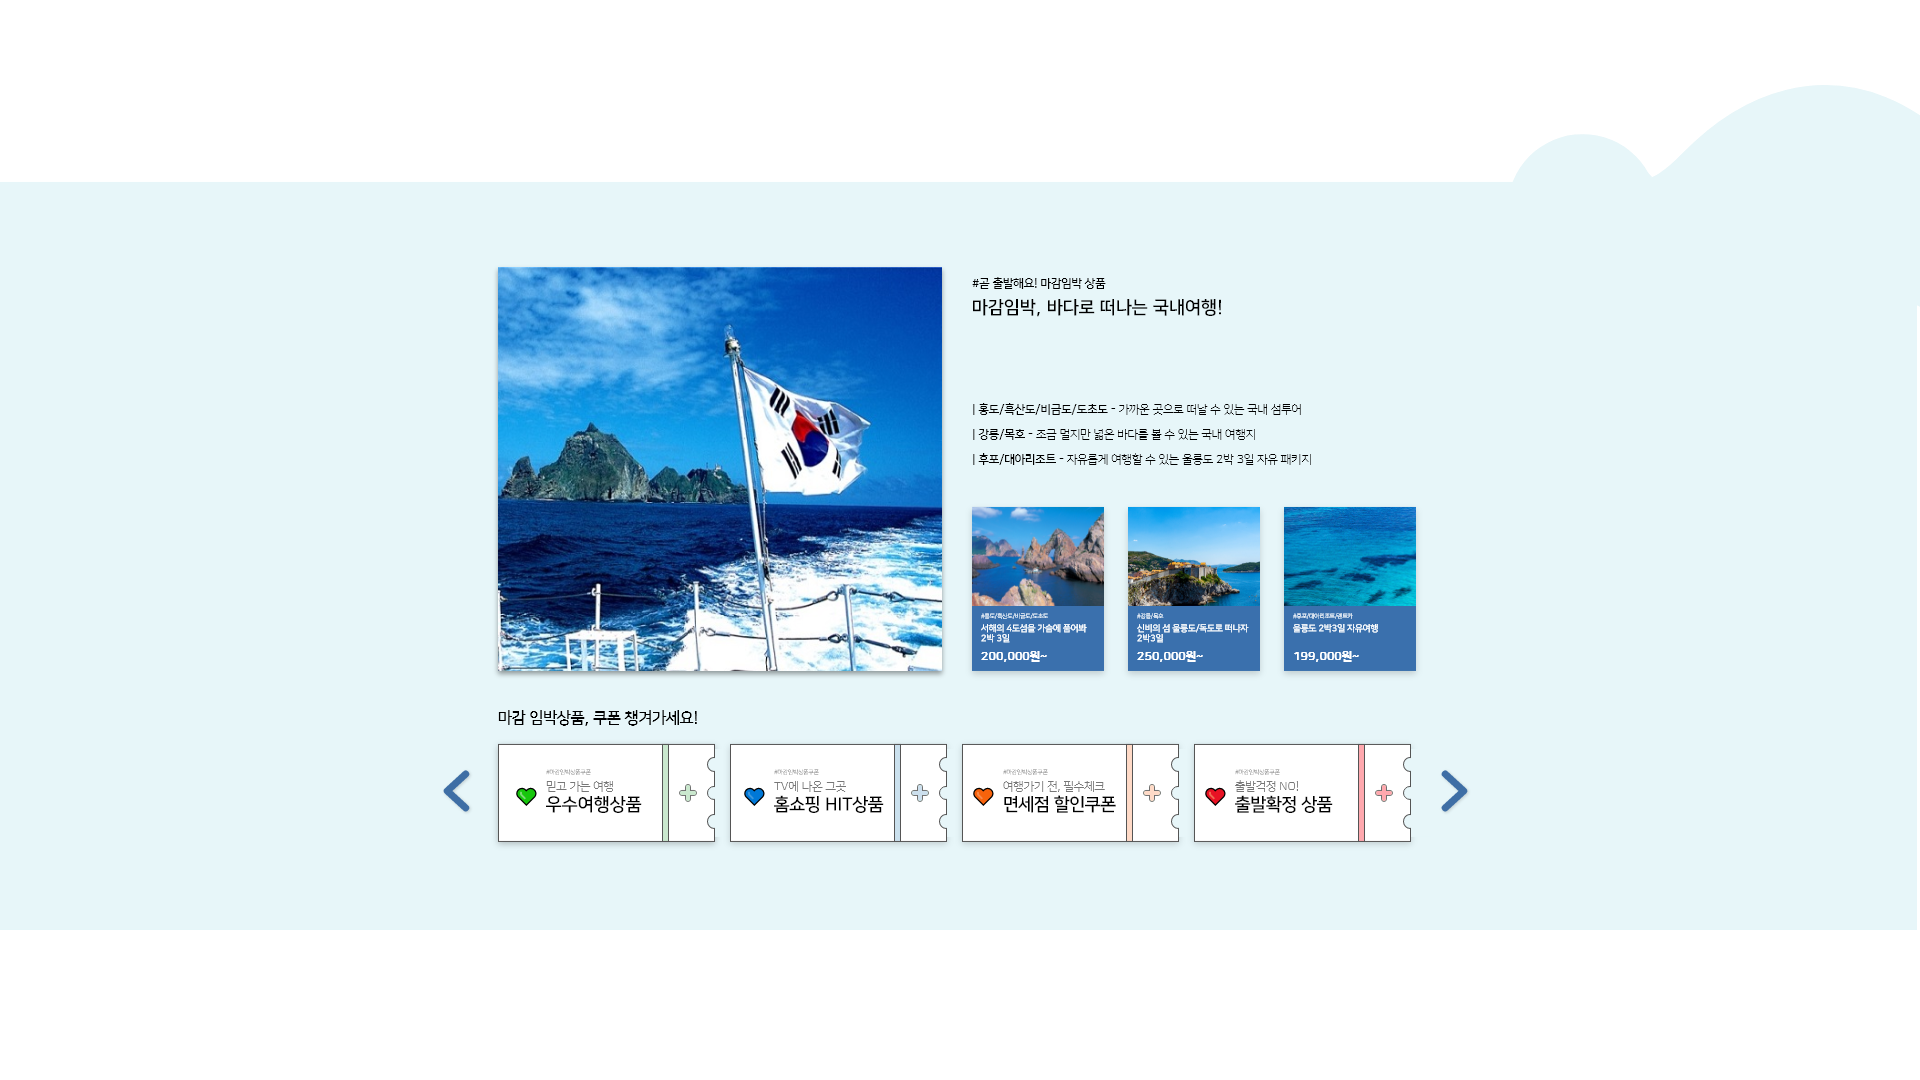 #곧 출발해요! 마감임박 상품
마감임박, 바다로 떠나는 국내여행!
| 홍도/흑산도/비금도/도초도 - 가까운 곳으로 떠날 수 있는 국내 섬투어
| 강릉/묵호 - 조금 멀지만 넓은 바다를 볼 수 있는 국내 여행지
| 후포/대아리조트 - 자유롭게 여행할 수 있는 울릉도 2박 3일 자유 패키지
#홍도/흑산도/비금도/도초도
서해의 4도섬을 가슴에 품어봐
2박 3일
200,000원~
#강릉/묵호
신비의 섬 울릉도/독도로 떠나자
2박3일
250,000원~
#후포/대아리조트/렌트카
울릉도 2박3일 자유여행
199,000원~
마감 임박상품, 쿠폰 챙겨가세요!
#마감임박상품쿠폰
믿고 가는 여행
우수여행상품
#마감임박상품쿠폰
TV에 나온 그곳
홈쇼핑 HIT상품
#마감임박상품쿠폰
여행가기 전, 필수체크
면세점 할인쿠폰
#마감임박상품쿠폰
출발걱정 NO!
출발확정 상품